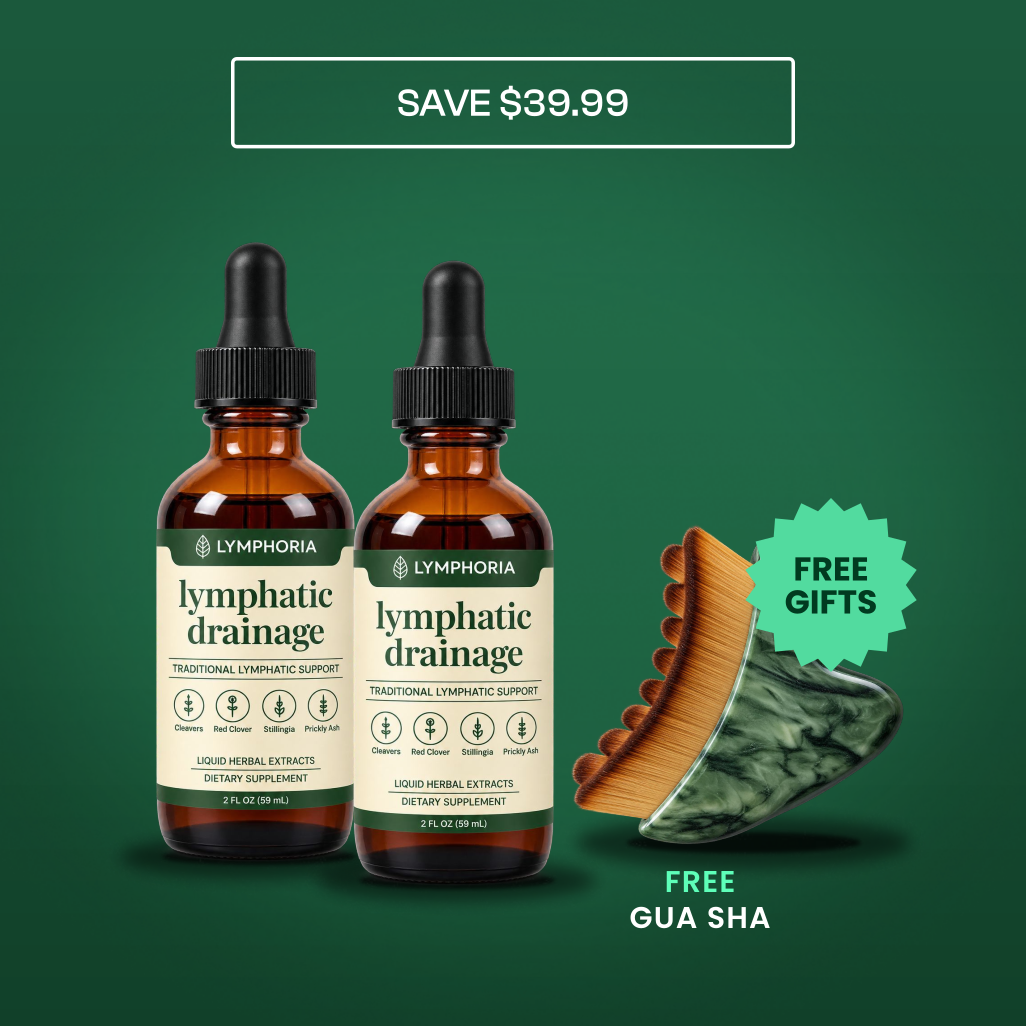 SAVE $39.99
LYMPHORIA
lymphatic
drainage
TRADITIONAL LYMPHATIC SUPPORT
Cleavers Red Clover Stillingia Prickly Ash
LIQUID HERBAL EXTRACTS
DIETARY SUPPLEMENT
2 FL OZ (59 mL)
LYMPHORIA
lymphatic
drainage
TRADITIONAL LYMPHATIC SUPPORT
Cleavers Red Clover Stillingia Prickly Ash
LIQUID HERBAL EXTRACTS
DIETARY SUPPLEMENT
2 FL OZ (59 mL)
FREE
GIFTS
FREE
GUA SHA